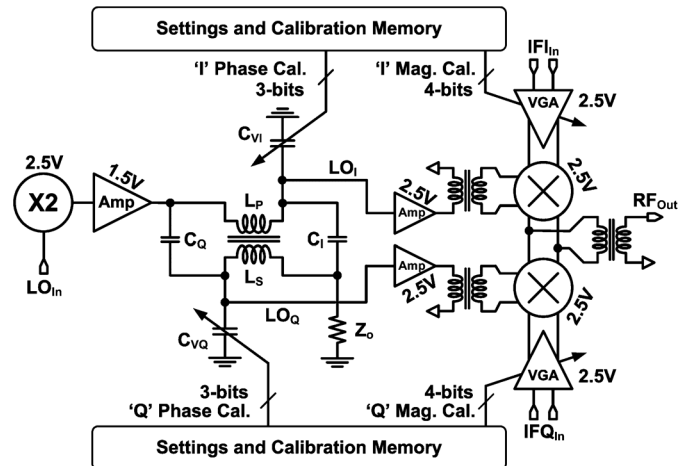 Settings and Calibration Memory
'I' Phase Cal.
3-bits
'I' Mag. Cal.
4-bits
IFI_In
VGA
2.5V
C_VI
2.5V
X2
LO_In
1.5V
Amp
L_P
L_S
C_Q
C_I
LO_I
2.5V
Amp
2.5V
RF_Out
Amp
2.5V
LO_Q
Z_o
C_VQ
2.5V
3-bits
'Q' Phase Cal.
4-bits
'Q' Mag. Cal.
VGA
2.5V
IFQ_In
Settings and Calibration Memory